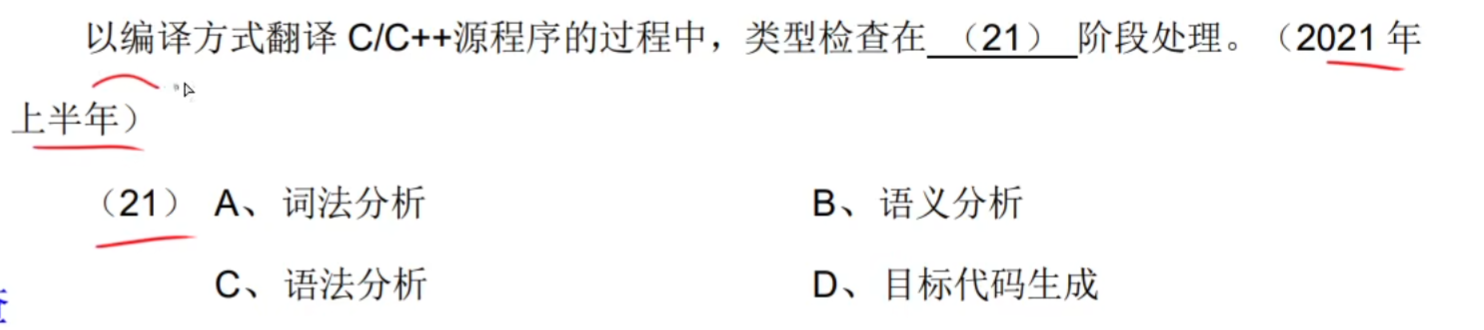 以编译方式翻译 C/C++源程序的过程中，类型检查在 （21） 阶段处理。（2021 年
上半年）
（21） A、词法分析 B、语义分析
C、语法分析 D、目标代码生成